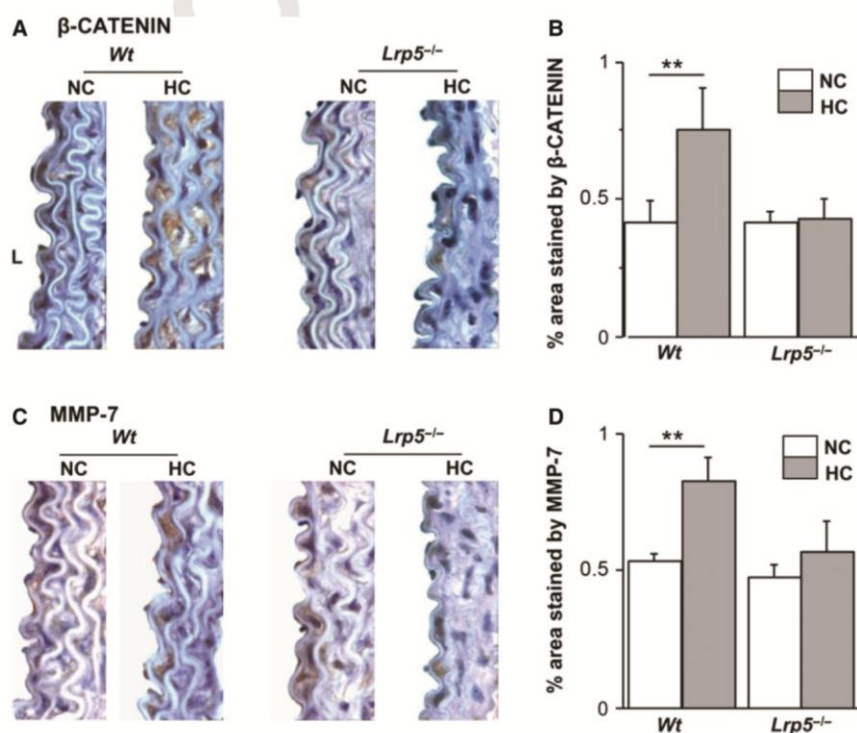 A β-CATENIN
Wt Lrp5–/–
NC HC NC HC
L
B
% area stained by β-CATENIN
1
0.5
0
**
NC
HC
Wt Lrp5–/–
C MMP-7
Wt Lrp5–/–
NC HC NC HC
D
% area stained by MMP-7
1
0.5
0
**
NC
HC
Wt Lrp5–/–